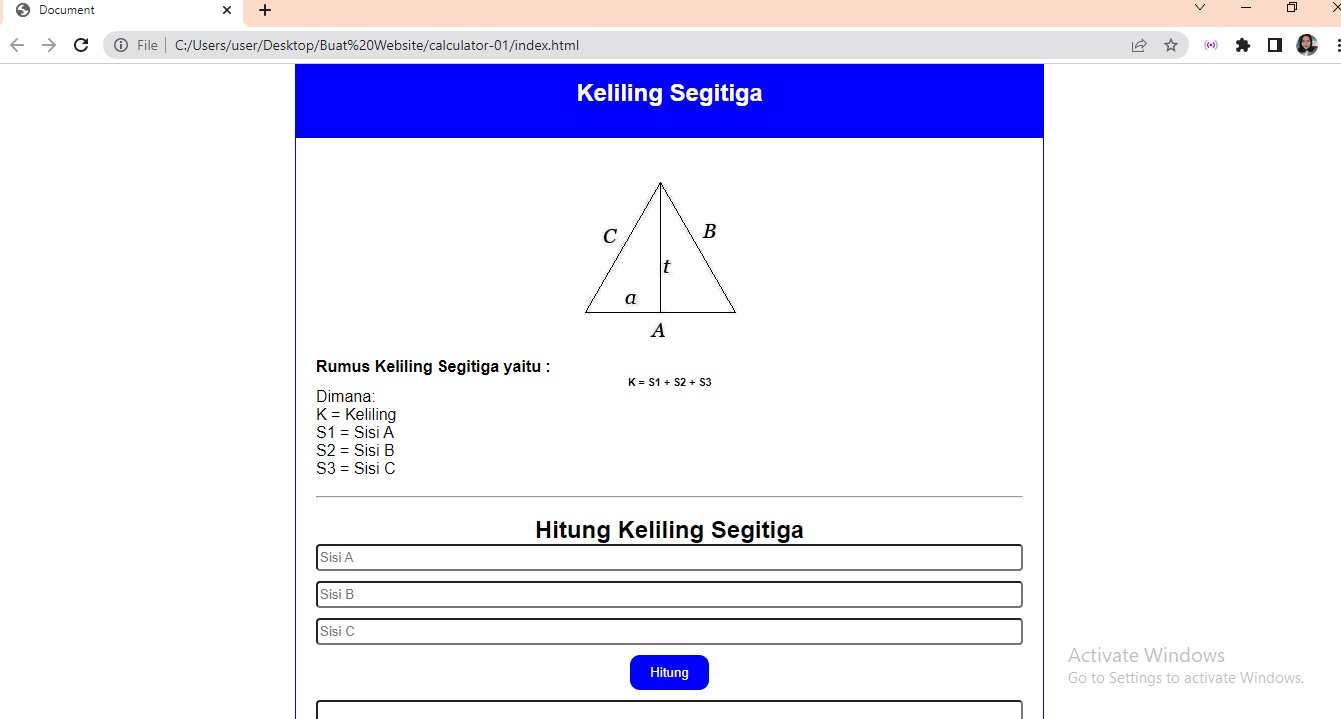 Document
File
C:/Users/user/Desktop/Buat%20Website/calculator-01/index.html
Keliling Segitiga
C
B
t
a
A
Rumus Keliling Segitiga yaitu :
K = S1 + S2 + S3
Dimana:
K = Keliling
S1 = Sisi A
S2 = Sisi B
S3 = Sisi C
Hitung Keliling Segitiga
Sisi A
Sisi B
Sisi C
Hitung
Activate Windows
Go to Settings to activate Windows.